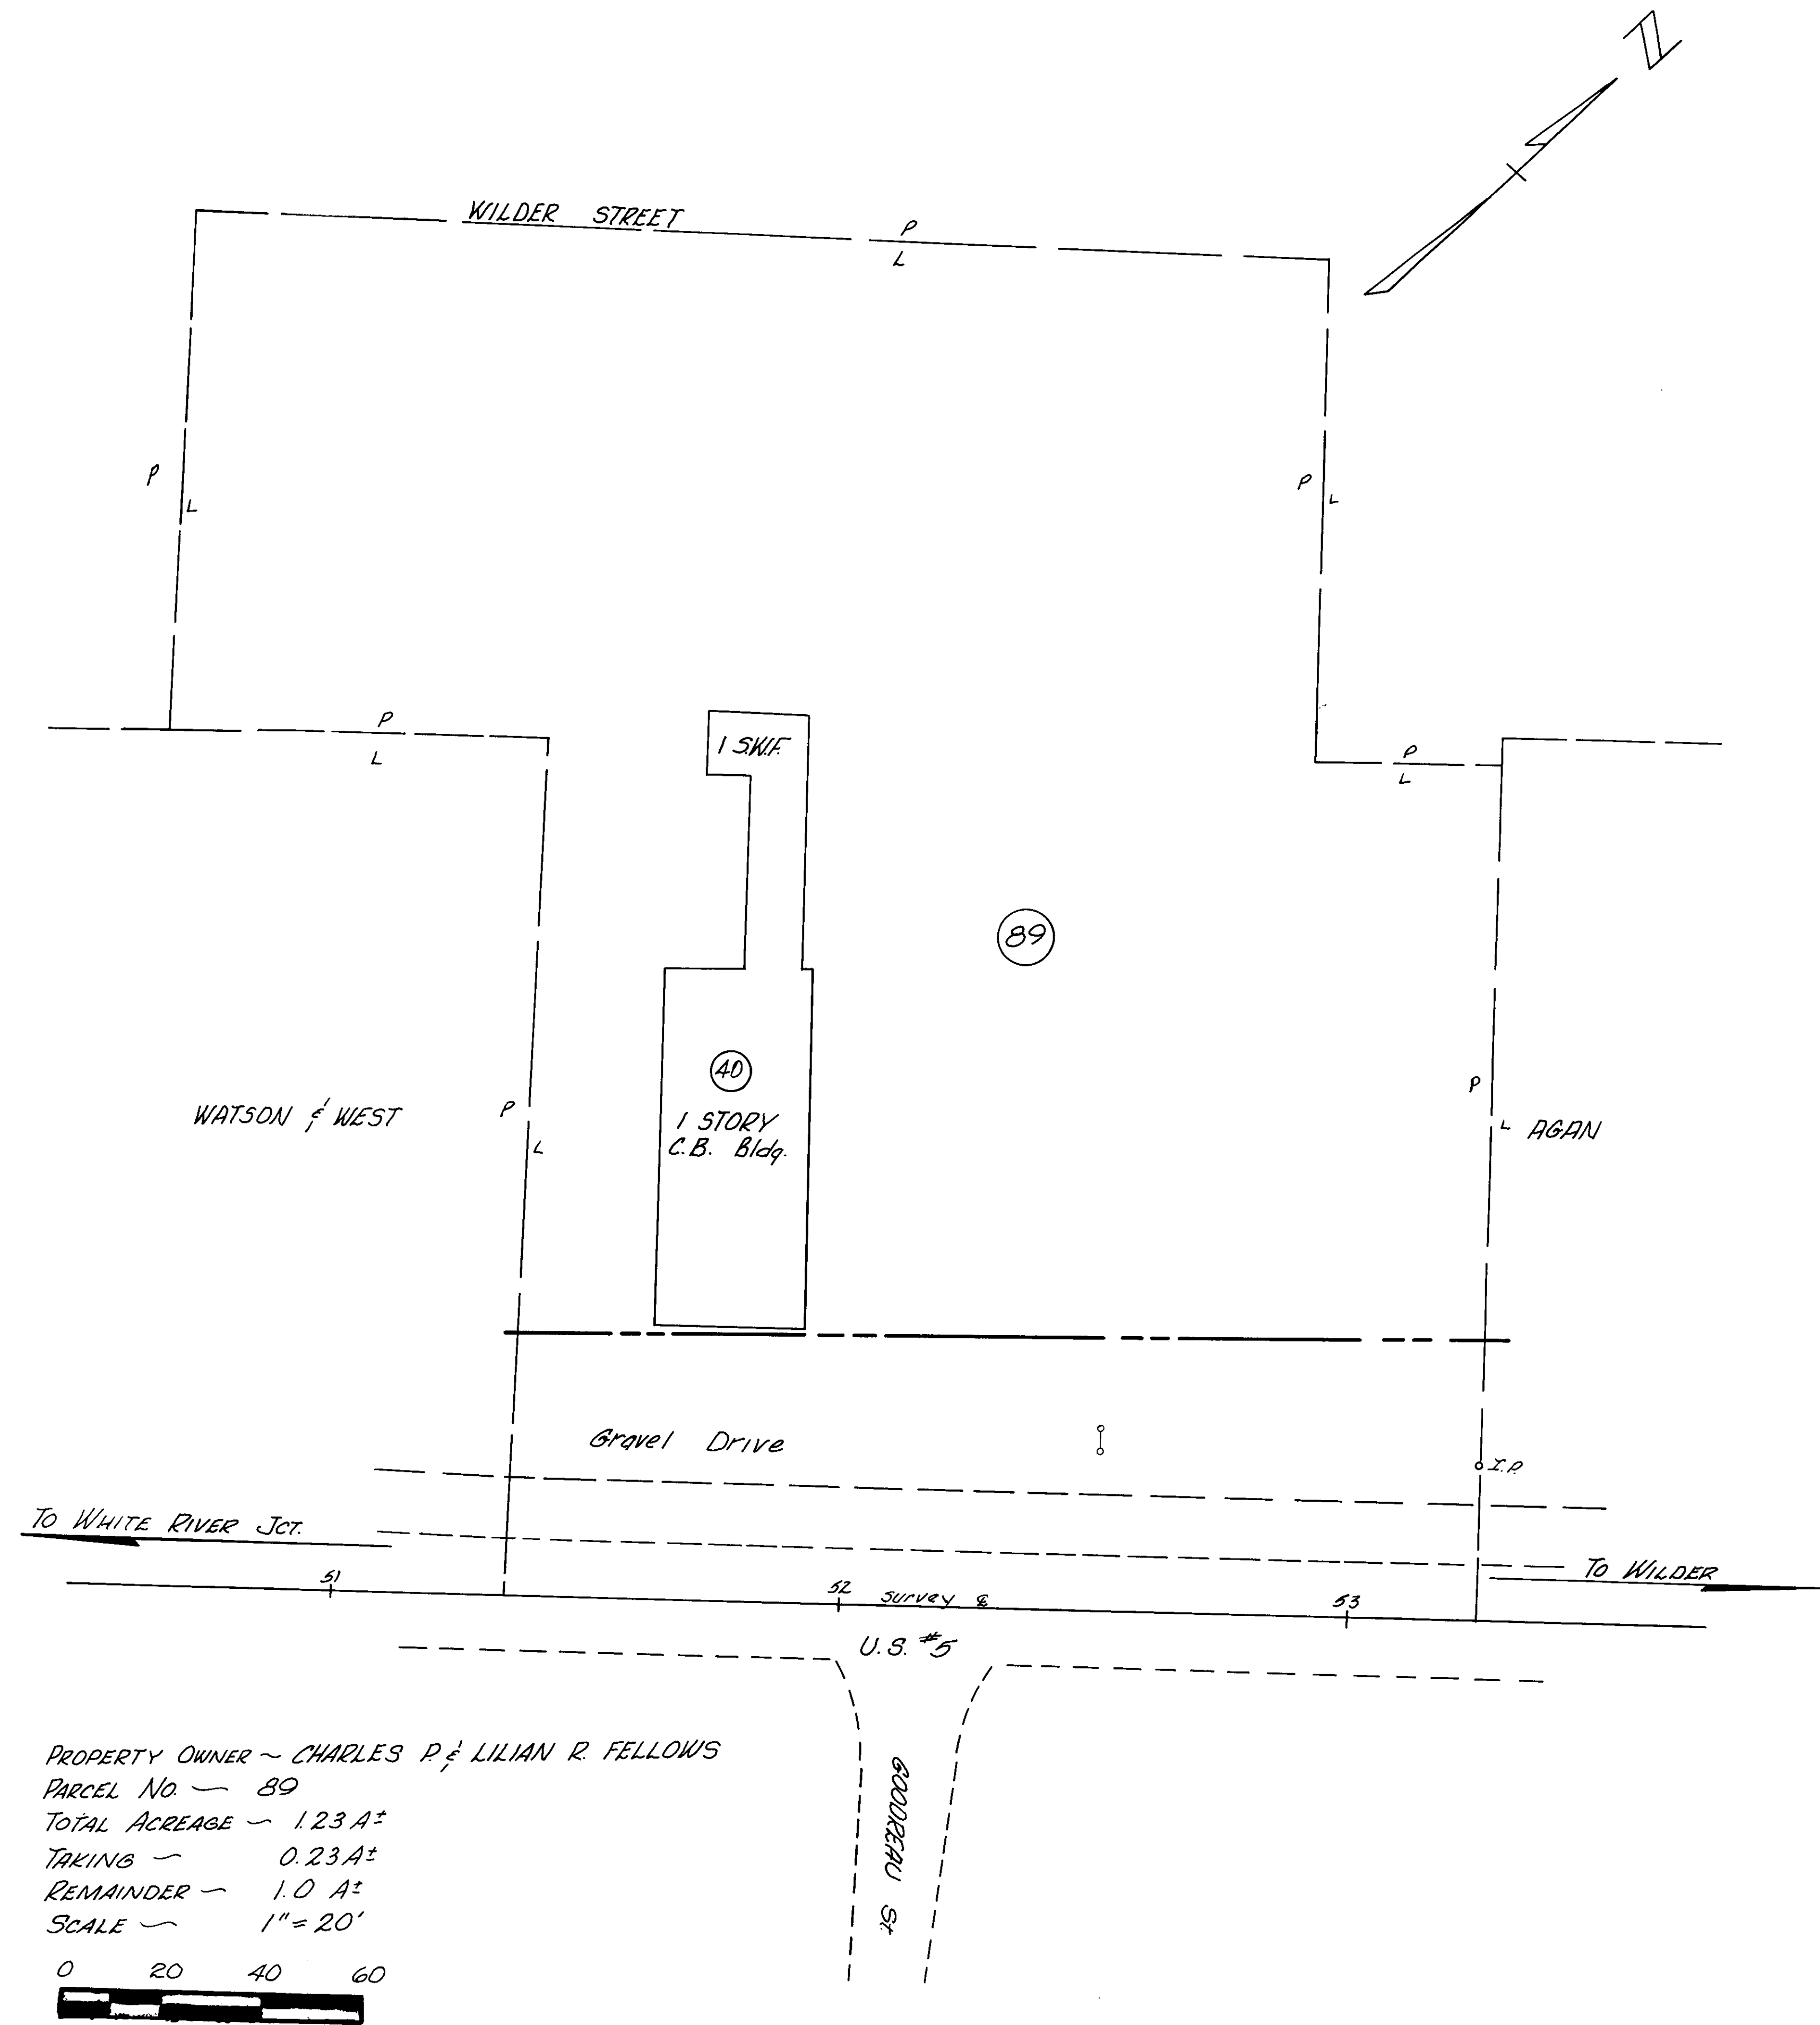 N
WILDER STREET
P
L
P
L
P
L
P
L
1 S.W.F.
P
L
89
40
1 STORY
C.B. Bldg.
WATSON & WEST
P
L
P
L
AGAN
Gravel Drive
I.P.
TO WHITE RIVER JCT.
TO WILDER
51
52
survey ℄
53
U.S. #5
GOODREAU St.
PROPERTY OWNER ~ CHARLES P. & LILIAN R. FELLOWS
PARCEL NO. — 89
TOTAL ACREAGE — 1.23 A±
TAKING — 0.23 A±
REMAINDER — 1.0 A±
SCALE — 1" = 20'
0 20 40 60